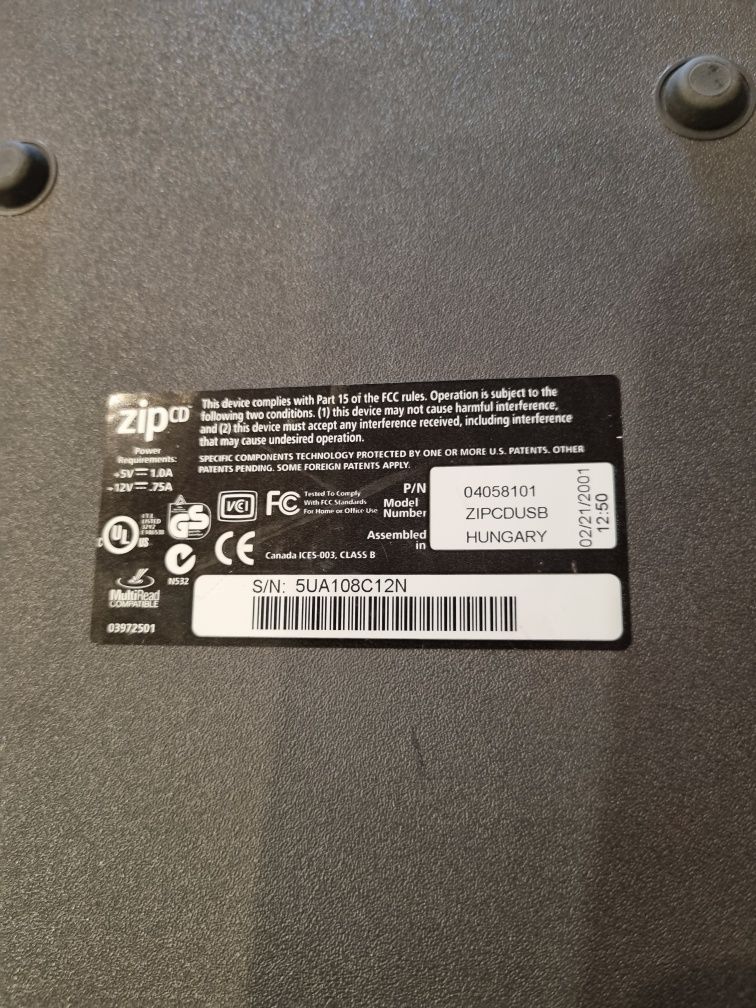 zip CD
This device complies with Part 15 of the FCC rules. Operation is subject to the
following two conditions. (1) this device may not cause harmful interference,
and (2) this device must accept any interference received, including interference
that may cause undesired operation.
SPECIFIC COMPONENTS TECHNOLOGY PROTECTED BY ONE OR MORE U.S. PATENTS. OTHER
PATENTS PENDING. SOME FOREIGN PATENTS APPLY.
Power
Requirements:
+5V 1.0A
+12V .75A
UL
LISTED
US
GS
N532
VCI
FC
Tested To Comply
With FCC Standards
For Home or Office Use
CE
Canada ICES-003, CLASS B
P/N 04058101
Model
Number ZIPCDUSB
Assembled
in HUNGARY
02/21/2001
12:50
MultiRead
COMPATIBLE
03972501
S/N: 5UA108C12N